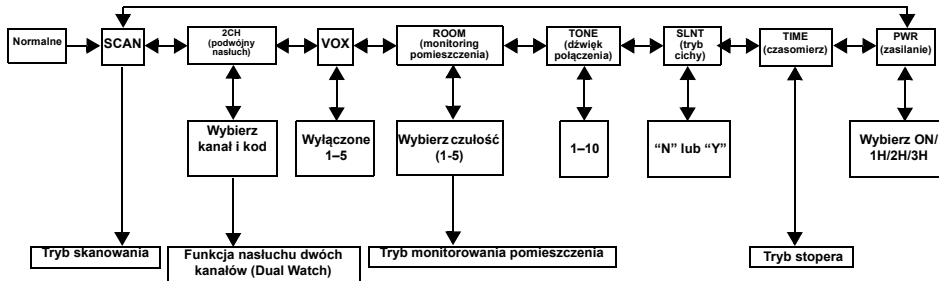 Normalne
SCAN
2CH
(podwójny
nasłuch)
VOX
ROOM
(monitoring
pomieszczenia)
TONE
(dźwięk
połączenia)
SLNT
(tryb
cichy)
TIME
(czasomierz)
PWR
(zasilanie)
Wybierz
kanał i kod
Wyłączone
1–5
Wybierz czułość
(1-5)
1–10
“N” lub “Y”
Wybierz ON/
1H/2H/3H
Tryb skanowania
Funkcja nasłuchu dwóch
kanałów (Dual Watch)
Tryb monitorowania pomieszczenia
Tryb stopera